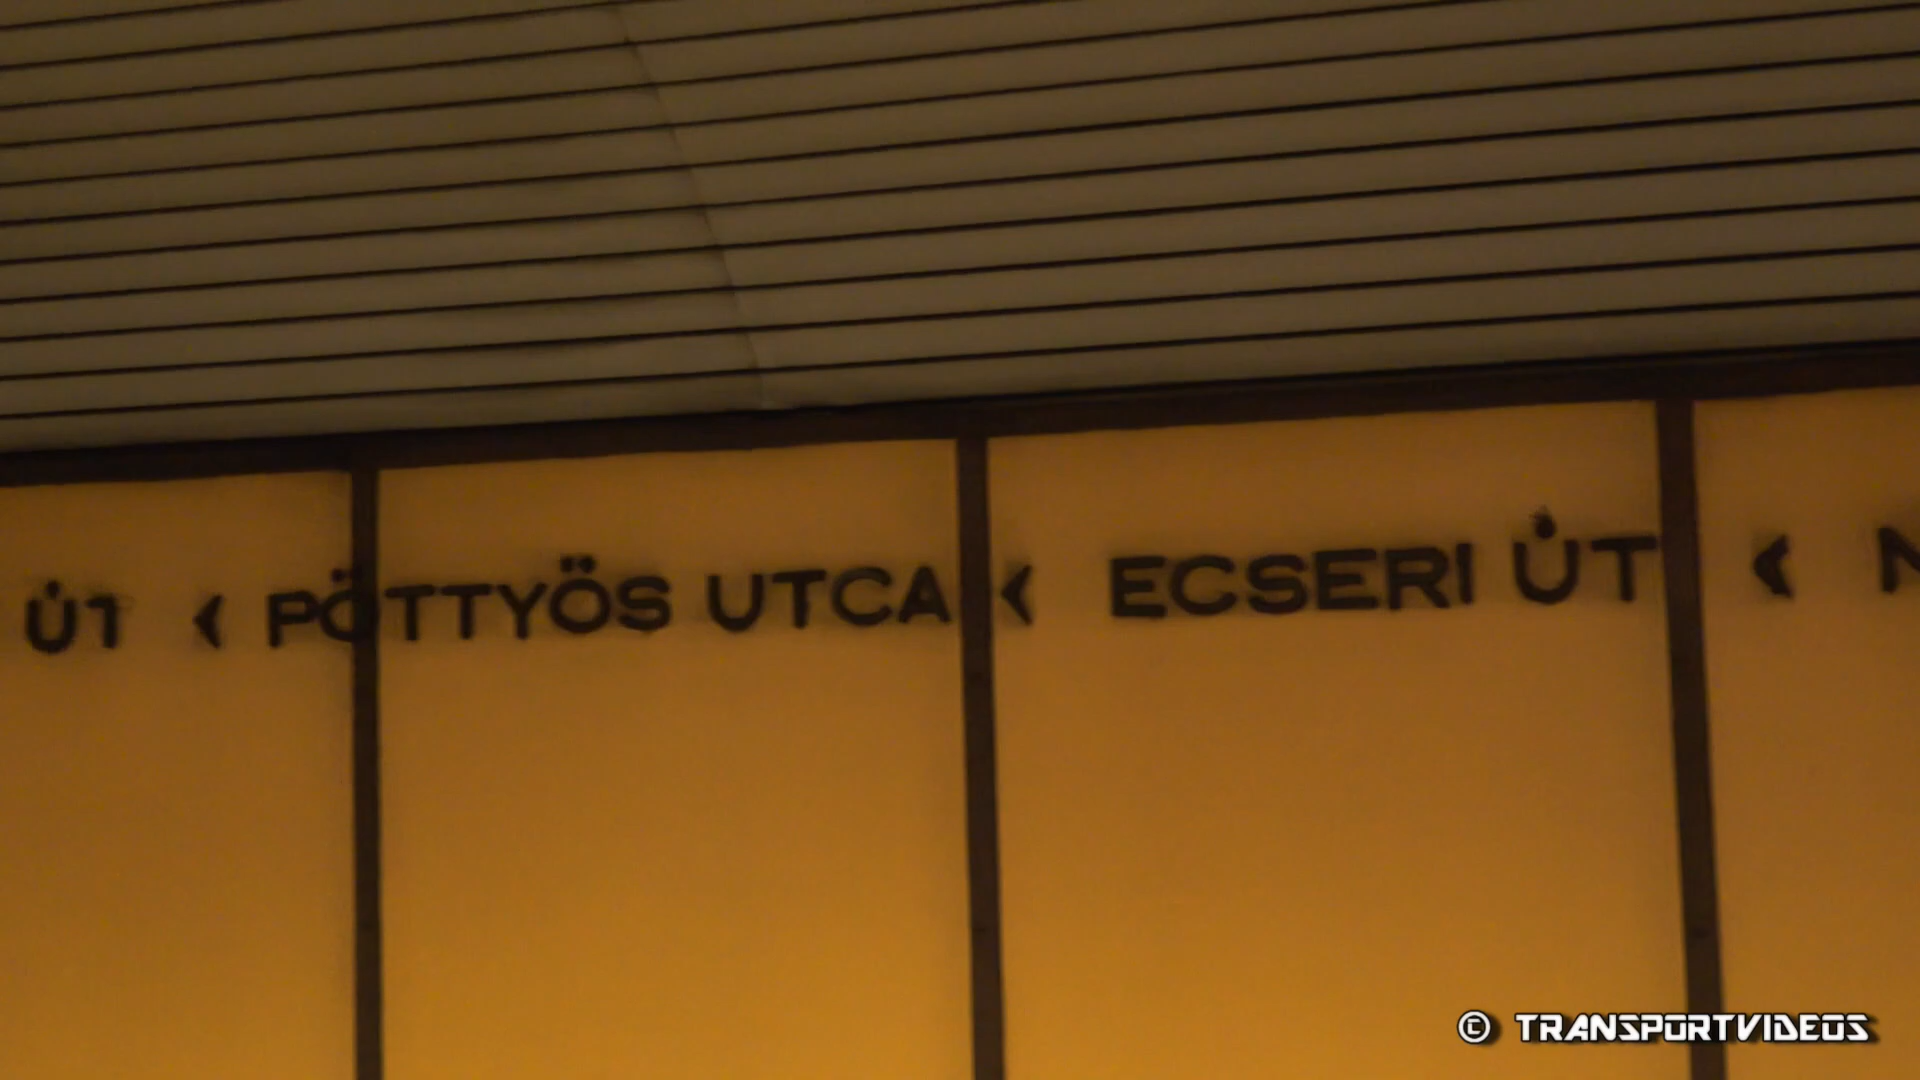 ÚT < PÖTTYÖS UTCA < ECSERI ÚT <
© TRANSPORTVIDEOS